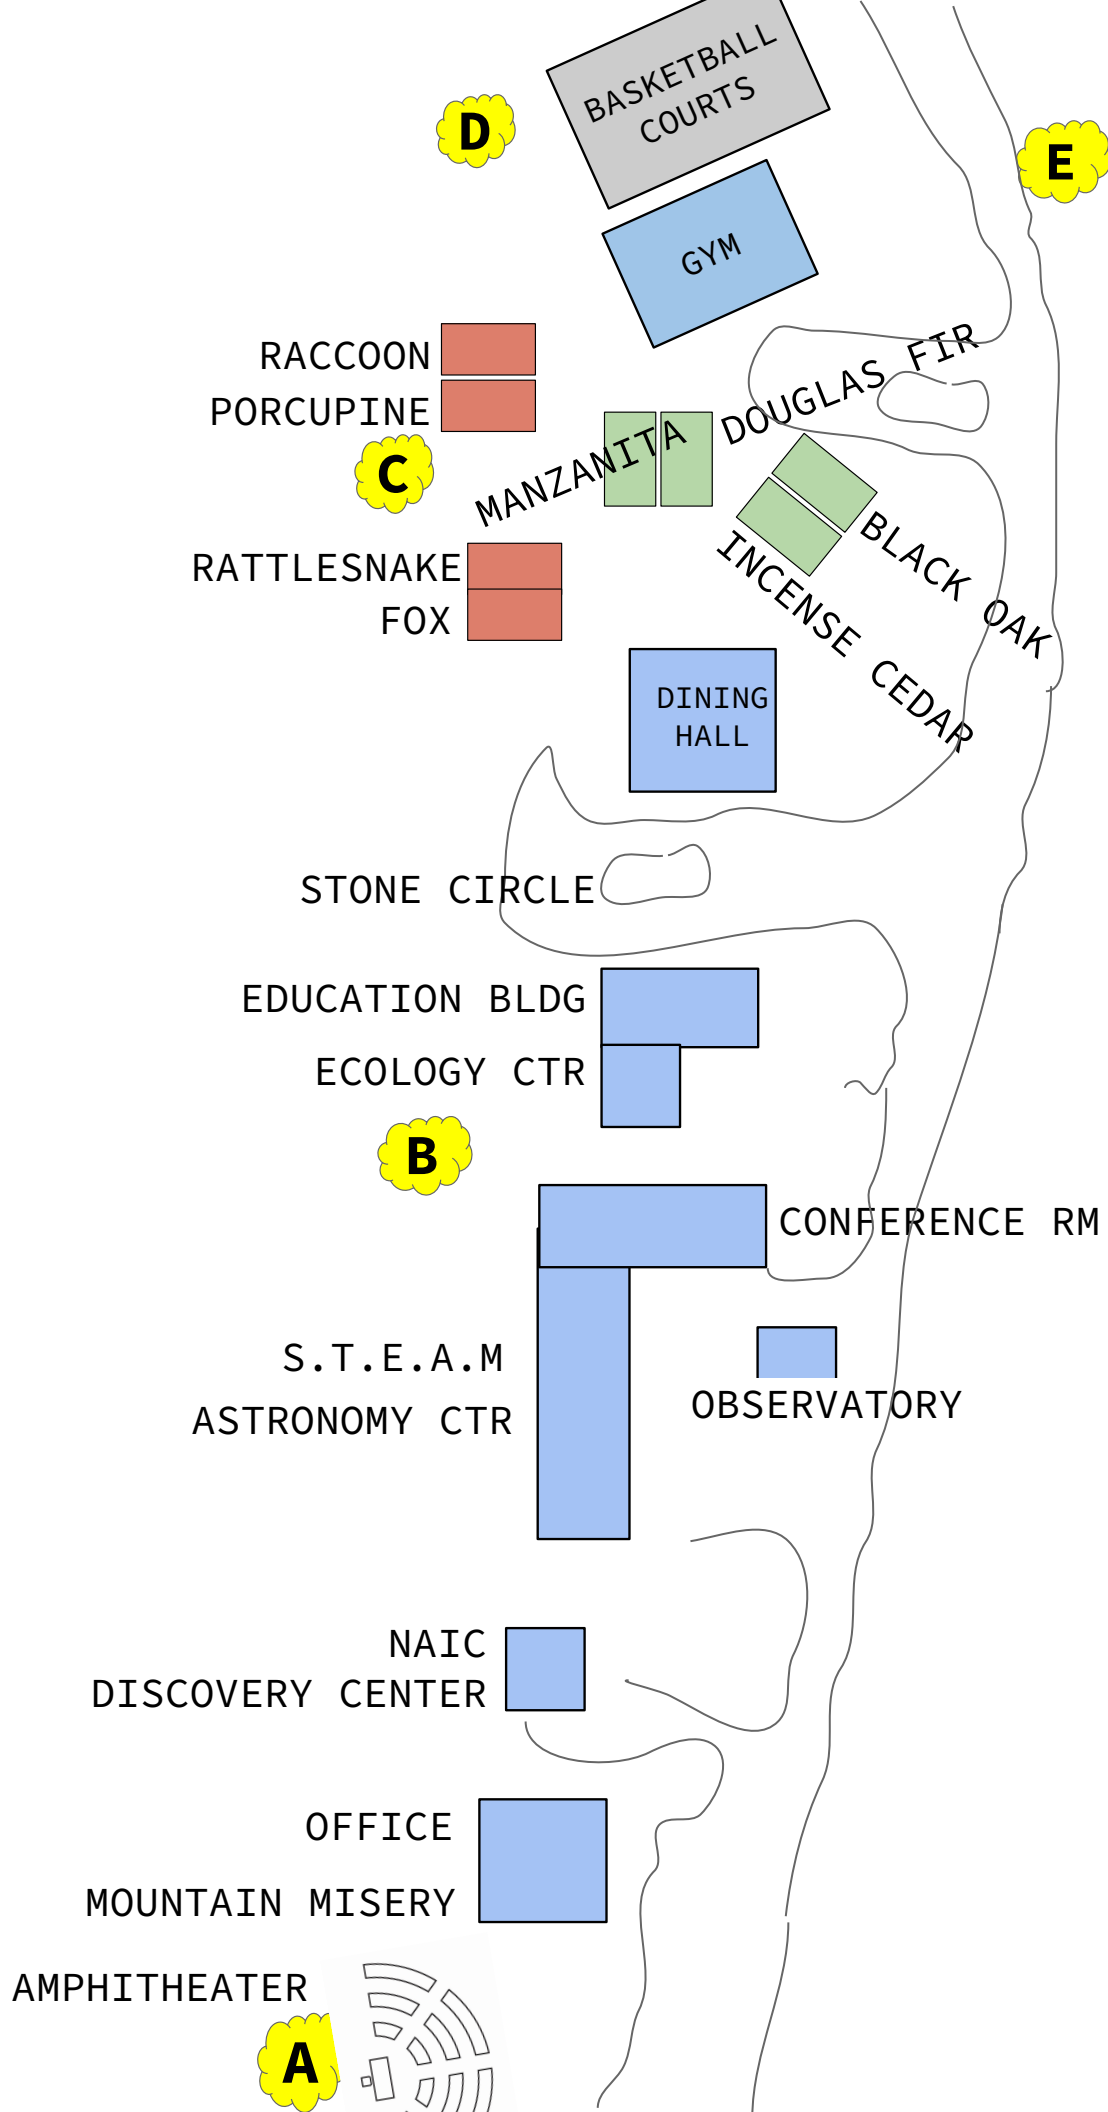 BASKETBALL
COURTS
D
E
GYM
RACCOON
PORCUPINE
DOUGLAS FIR
MANZANITA
C
BLACK OAK
INCENSE CEDAR
RATTLESNAKE
FOX
DINING
HALL
STONE CIRCLE
EDUCATION BLDG
ECOLOGY CTR
B
CONFERENCE RM
S.T.E.A.M
ASTRONOMY CTR
OBSERVATORY
NAIC
DISCOVERY CENTER
OFFICE
MOUNTAIN MISERY
AMPHITHEATER
A